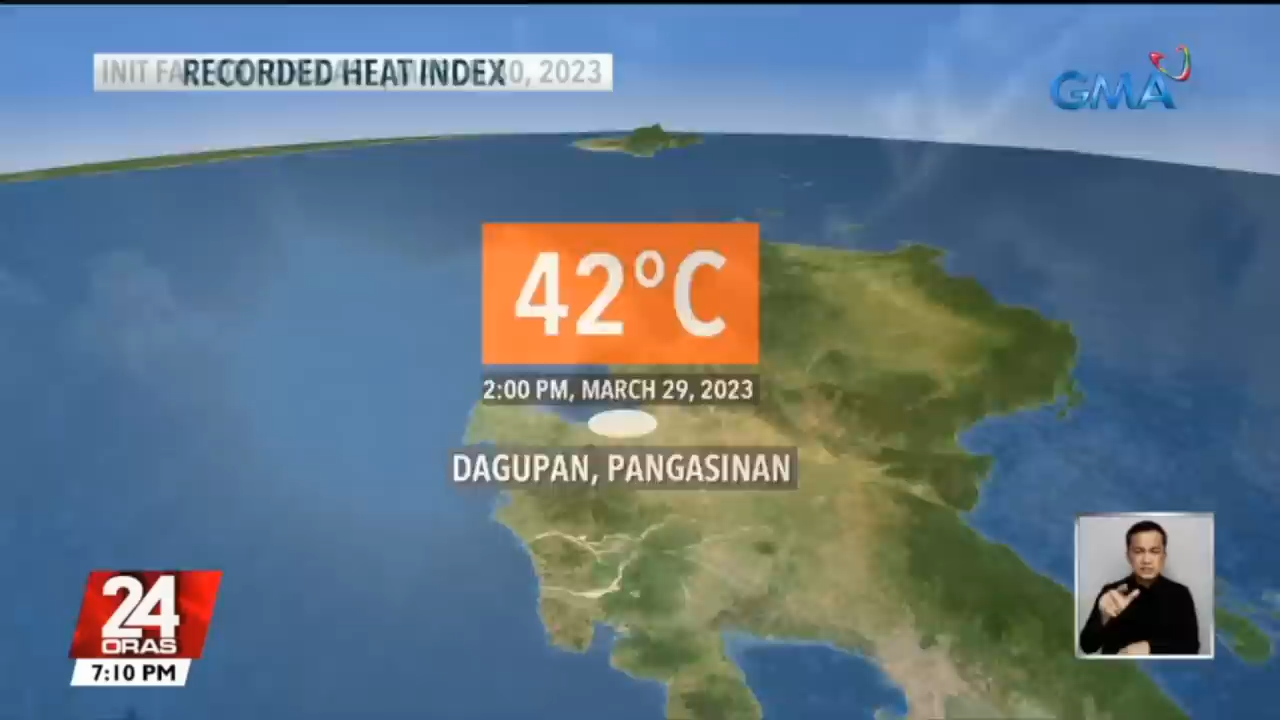 RECORDED HEAT INDEX
GMA
42°C
2:00 PM, MARCH 29, 2023
DAGUPAN, PANGASINAN
24
ORAS
7:10 PM